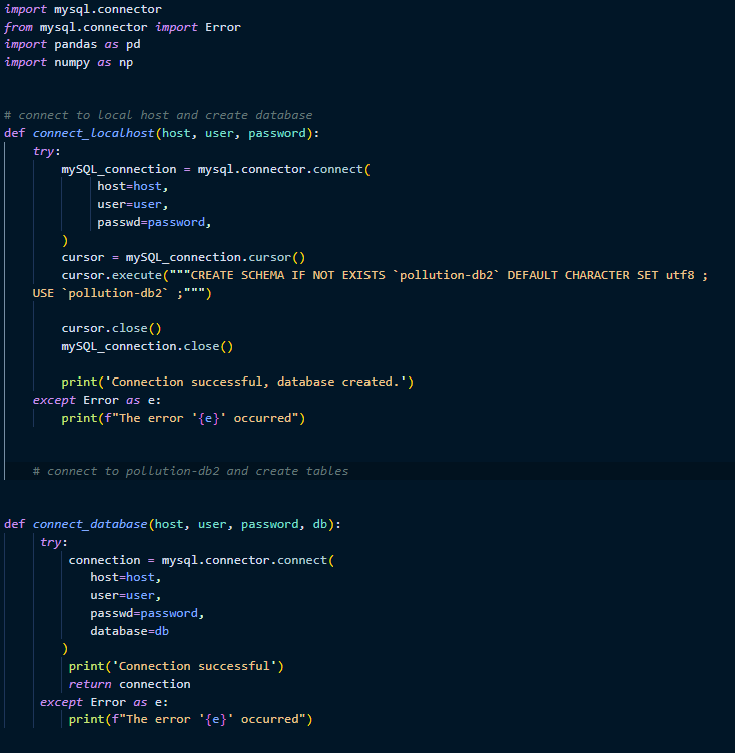 import mysql.connector
from mysql.connector import Error
import pandas as pd
import numpy as np
# connect to local host and create database
def connect_localhost(host, user, password):
try:
mySQL_connection = mysql.connector.connect(
host=host,
user=user,
passwd=password,
)
cursor = mySQL_connection.cursor()
cursor.execute("""CREATE SCHEMA IF NOT EXISTS `pollution-db2` DEFAULT CHARACTER SET utf8 ;
USE `pollution-db2` ;""")
cursor.close()
mySQL_connection.close()
print('Connection successful, database created.')
except Error as e:
print(f"The error '{e}' occurred")
# connect to pollution-db2 and create tables
def connect_database(host, user, password, db):
try:
connection = mysql.connector.connect(
host=host,
user=user,
passwd=password,
database=db
)
print('Connection successful')
return connection
except Error as e:
print(f"The error '{e}' occurred")